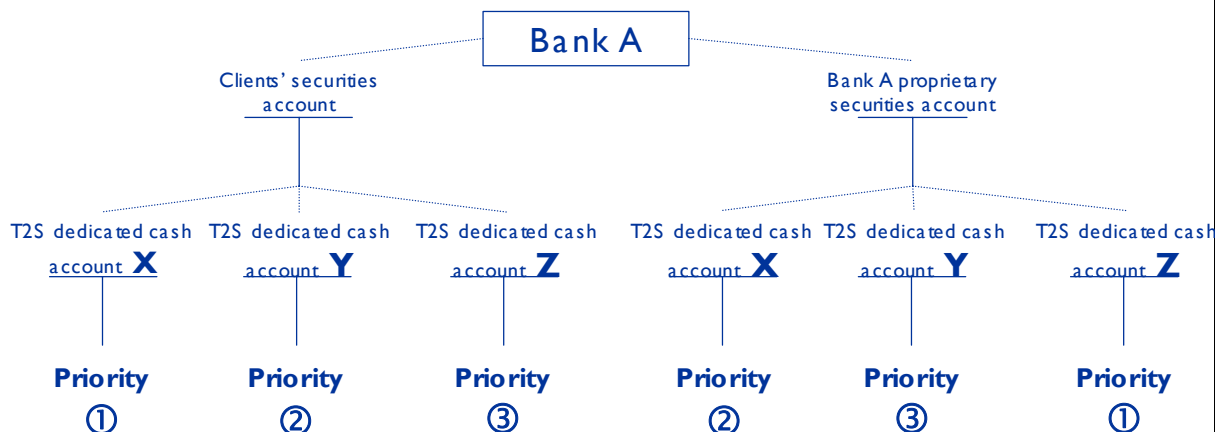 Bank A
Clients' securities
account
Bank A proprietary
securities account
T2S dedicated cash
account X
T2S dedicated cash
account Y
T2S dedicated cash
account Z
T2S dedicated cash
account X
T2S dedicated cash
account Y
T2S dedicated cash
account Z
Priority
①
Priority
②
Priority
③
Priority
②
Priority
③
Priority
①